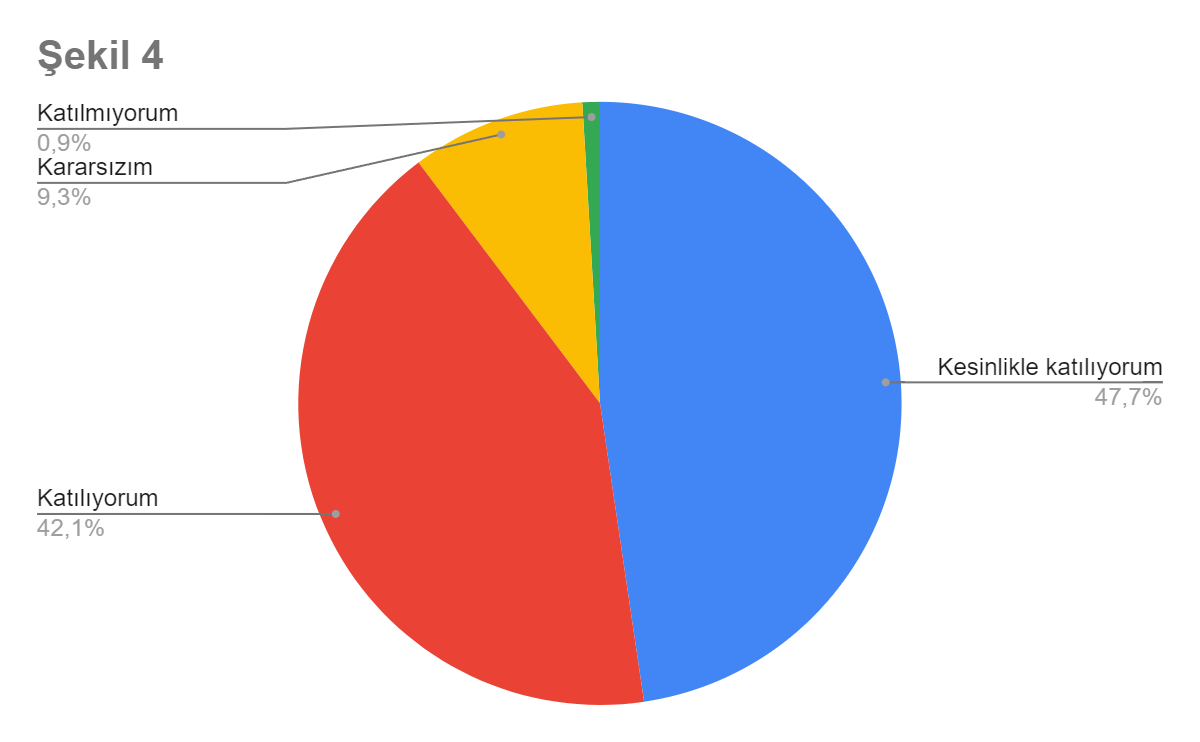 Şekil 4
Katılmıyorum
0,9%
Kararsızım
9,3%
Kesinlikle katılıyorum
47,7%
Katılıyorum
42,1%